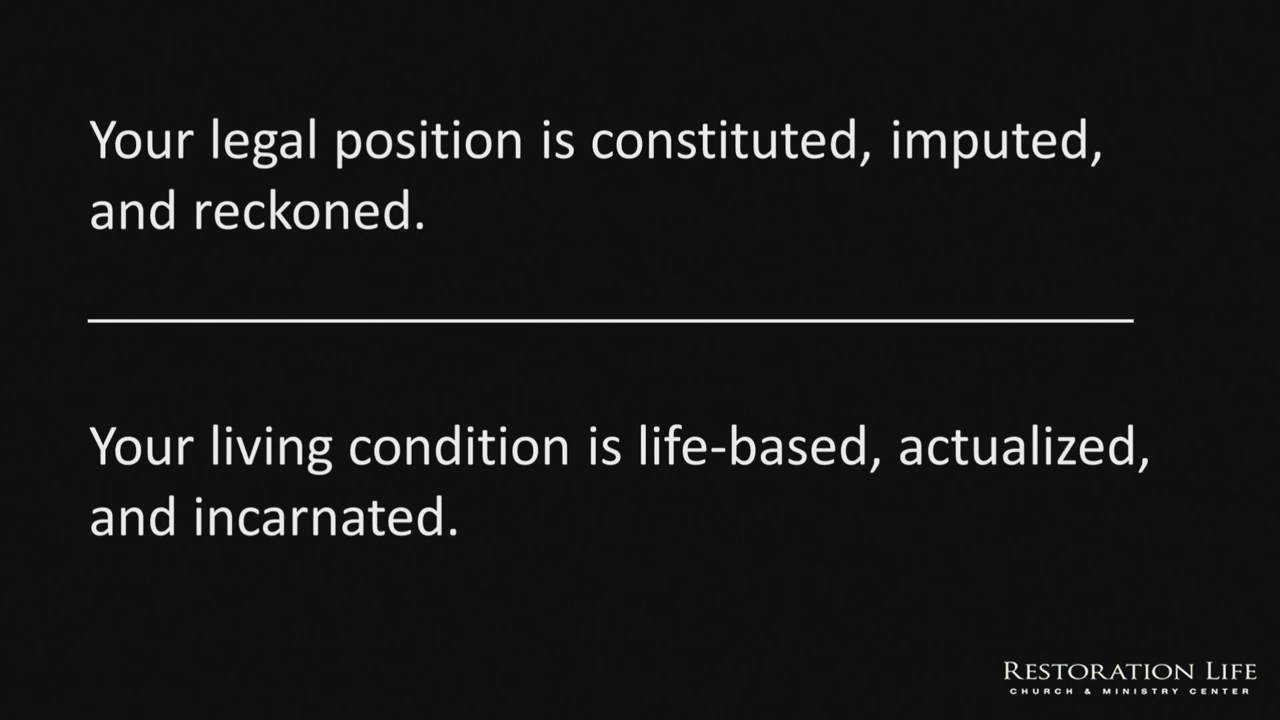 Your legal position is constituted, imputed,
and reckoned.
Your living condition is life-based, actualized,
and incarnated.
RESTORATION LIFE
CHURCH & MINISTRY CENTER